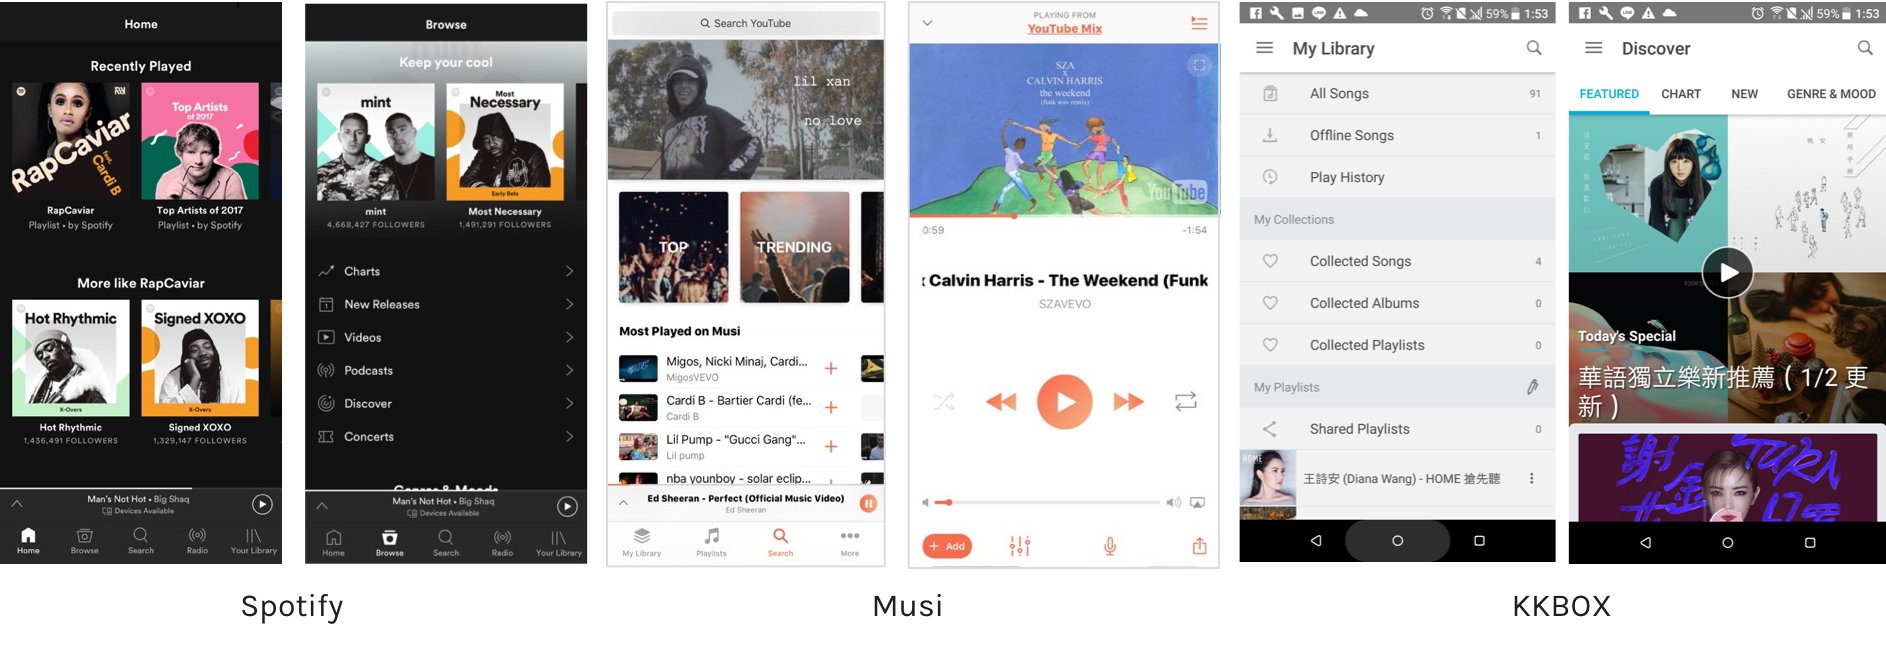 Home
Recently Played
RapCaviar
feat. Cardi B
Top Artists
of 2017
RapCaviar
Playlist • by Spotify
Top Artists of 2017
Playlist • by Spotify
More like RapCaviar
Hot Rhythmic
X-Overs
Signed XOXO
X-Overs
Hot Rhythmic
1,436,491 FOLLOWERS
Signed XOXO
1,329,147 FOLLOWERS
Man's Not Hot • Big Shaq
Devices Available
Home
Browse
Search
Radio
Your Library
Browse
Keep your cool
mint
Most
Necessary
Early Bets
mint
4,668,427 FOLLOWERS
Most Necessary
1,491,291 FOLLOWERS
Charts
New Releases
Videos
Podcasts
Discover
Concerts
Genre & Moods
Man's Not Hot • Big Shaq
Devices Available
Home
Browse
Search
Radio
Your Library
Search YouTube
lil xan
no love
TOP
TRENDING
Most Played on Musi
Migos, Nicki Minaj, Cardi...
MigosVEVO
Cardi B - Bartier Cardi (fe...
Cardi B
Lil Pump - "Gucci Gang"...
Lil pump
nba youngboy - solar eclip...
Ed Sheeran - Perfect (Official Music Video)
Ed Sheeran
My Library
Playlists
Search
More
PLAYING FROM
YouTube Mix
SZA
x
CALVIN HARRIS
the weekend
(funk wav remix)
YouTube
0:59
-1:54
Calvin Harris - The Weekend (Funk
SZAVEVO
+ Add
59%
1:53
My Library
All Songs
91
Offline Songs
1
Play History
My Collections
Collected Songs
4
Collected Albums
0
Collected Playlists
0
My Playlists
Shared Playlists
0
HOME
王詩安 (Diana Wang) - HOME 搶先聽
59%
1:53
Discover
FEATURED
CHART
NEW
GENRE & MOOD
Today's Special
華語獨立樂新推薦（1/2 更
新）
謝金
Spotify
Musi
KKBOX